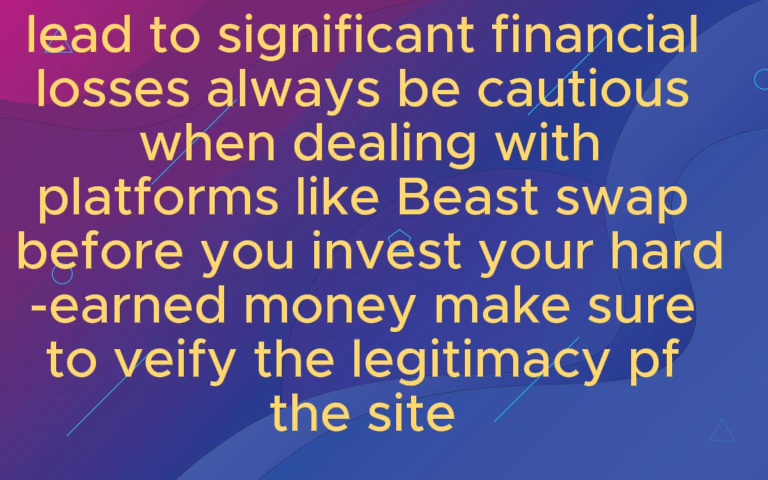 lead to significant financial
losses always be cautious
when dealing with
platforms like Beast swap
before you invest your hard
-earned money make sure
to veify the legitimacy pf
the site